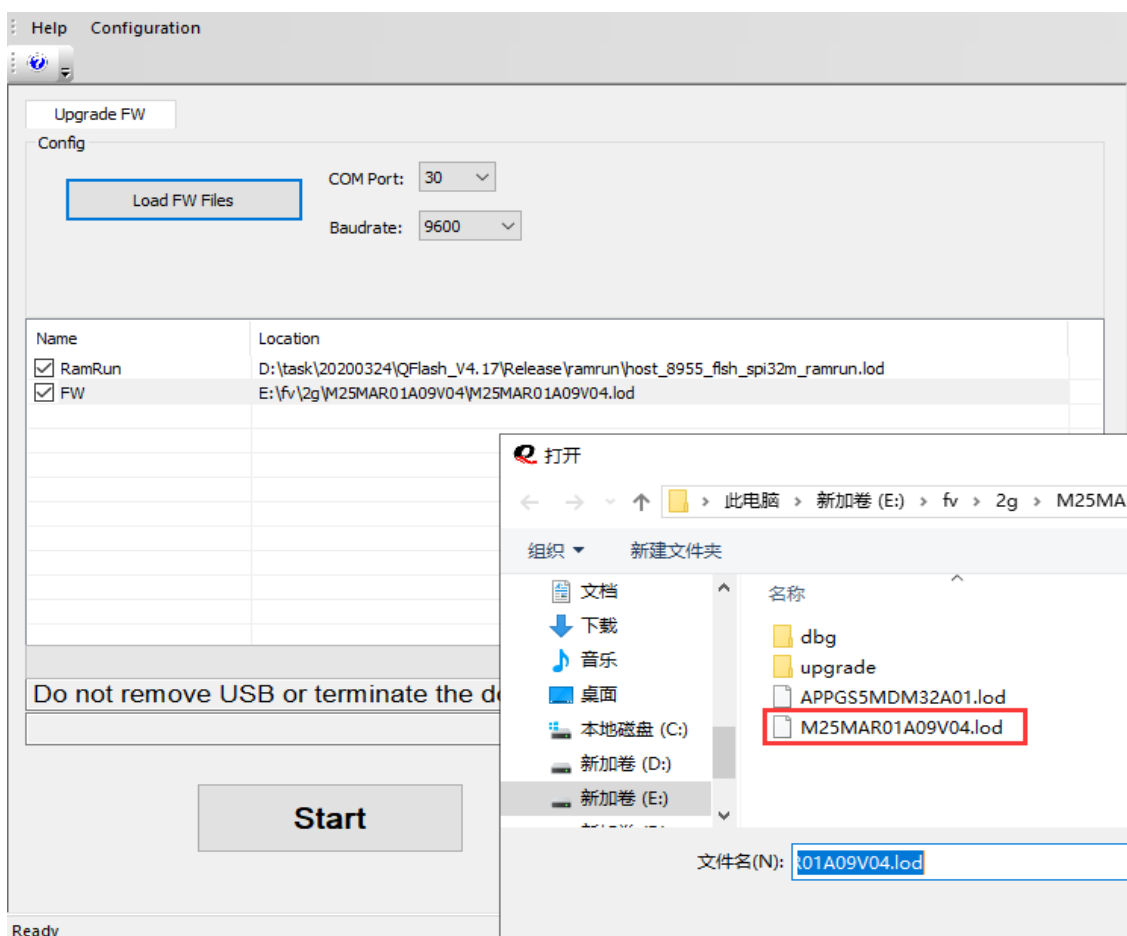 Help Configuration
Upgrade FW
Config
Load FW Files
COM Port: 30
Baudrate: 9600
Name Location
RamRun D:\task\20200324\QFlash_V4.17\Release\ramrun\host_8955_flsh_spi32m_ramrun.lod
FW E:\fv\2g\M25MAR01A09V04\M25MAR01A09V04.lod
Do not remove USB or terminate the d
Start
Ready
打开
此电脑 › 新加卷 (E:) › fv › 2g › M25MA
组织 新建文件夹
文档
下载
音乐
桌面
本地磁盘 (C:)
新加卷 (D:)
新加卷 (E:)
名称
dbg
upgrade
APPGS5MDM32A01.lod
M25MAR01A09V04.lod
文件名(N): R01A09V04.lod